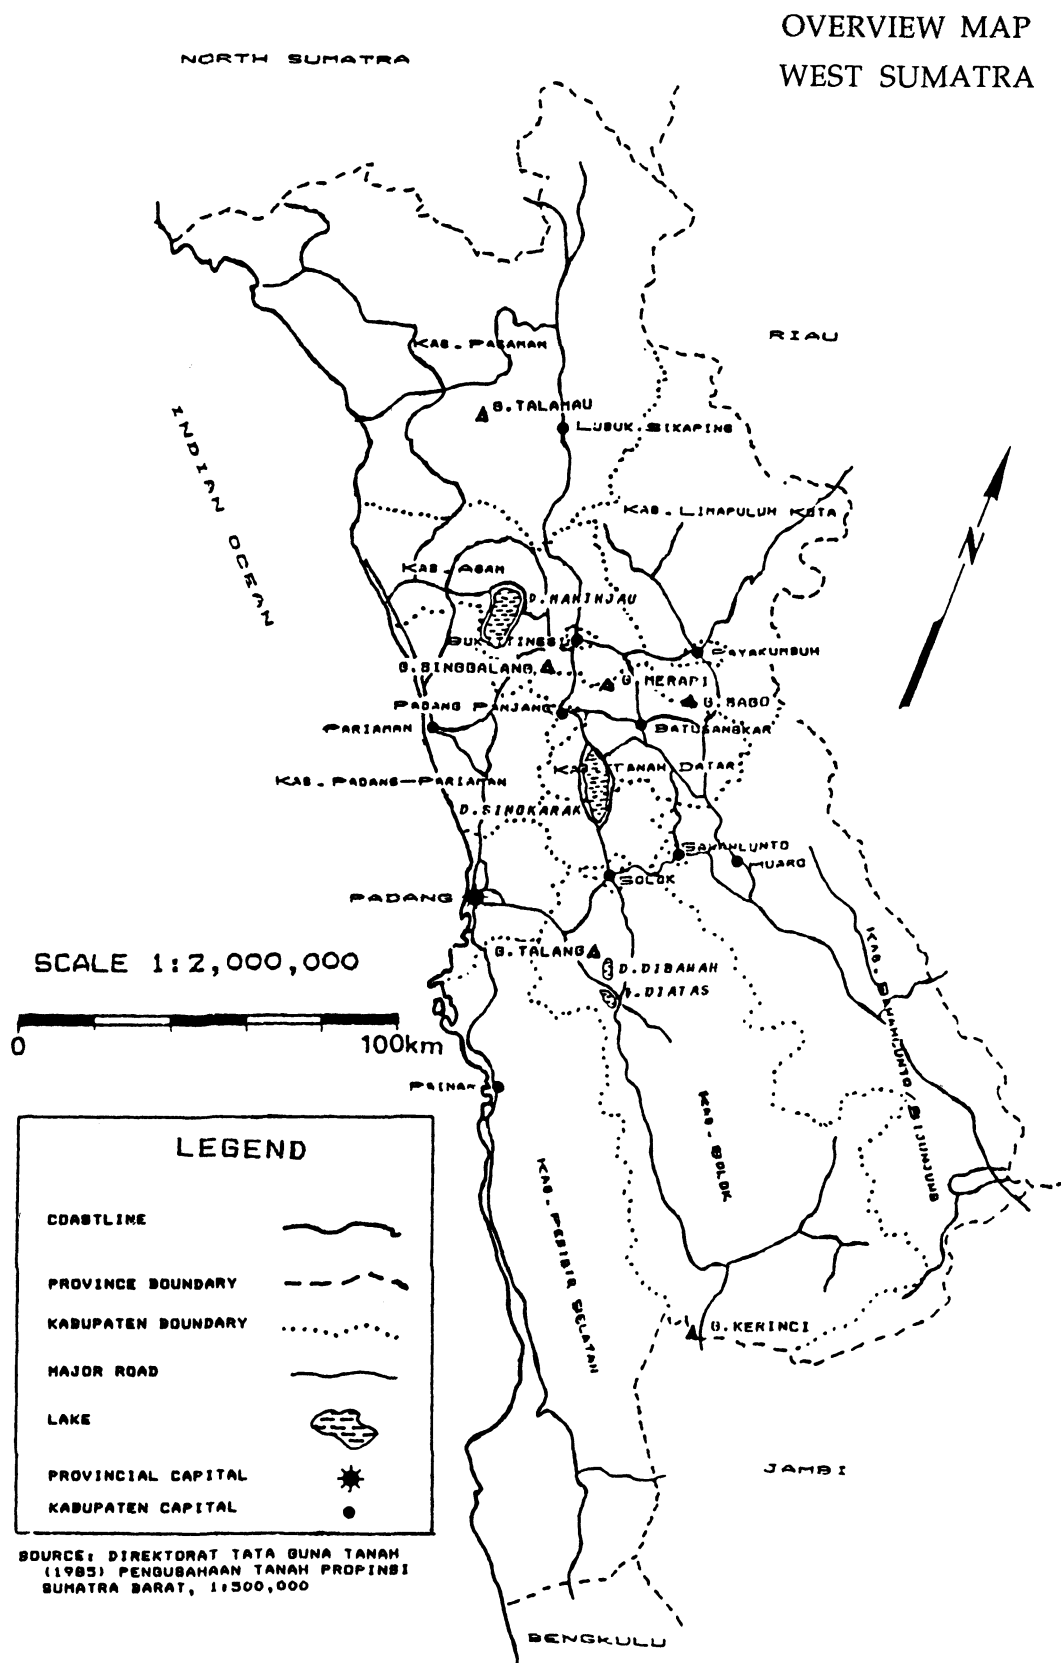 OVERVIEW MAP
WEST SUMATRA
NORTH SUMATRA
RIAU
INDIAN OCEAN
KAB. PASAMAN
G. TALAMAU
LUBUK. SIKAPING
KAB. LIMAPULUH KOTA
N
KAB. AGAM
D. MANINJAU
BUKITTINGGI
PAYAKUMBUH
G. SINGGALANG
G. MERAPI
G. SAGO
PADANG PANJANG
PARIAMAN
BATUSANGKAR
KAB. TANAH DATAR
KAB. PADANG-PARIAMAN
D. SINGKARAK
SAWAHLUNTO
MUARO
SOLOK
PADANG
G. TALANG
D. DIBAWAH
D. DIATAS
KAB. SAWAHLUNTO/SIJUNJUNG
SCALE 1:2,000,000
0 100km
PAINAN
KAB. SOLOK
KAB. PESISIR SELATAN
G. KERINCI
JAMBI
BENGKULU
LEGEND
COASTLINE
PROVINCE BOUNDARY
KABUPATEN BOUNDARY
MAJOR ROAD
LAKE
PROVINCIAL CAPITAL
KABUPATEN CAPITAL
SOURCE: DIREKTORAT TATA GUNA TANAH
(1985) PENGUSAHAAN TANAH PROPINSI
SUMATRA BARAT, 1:500,000